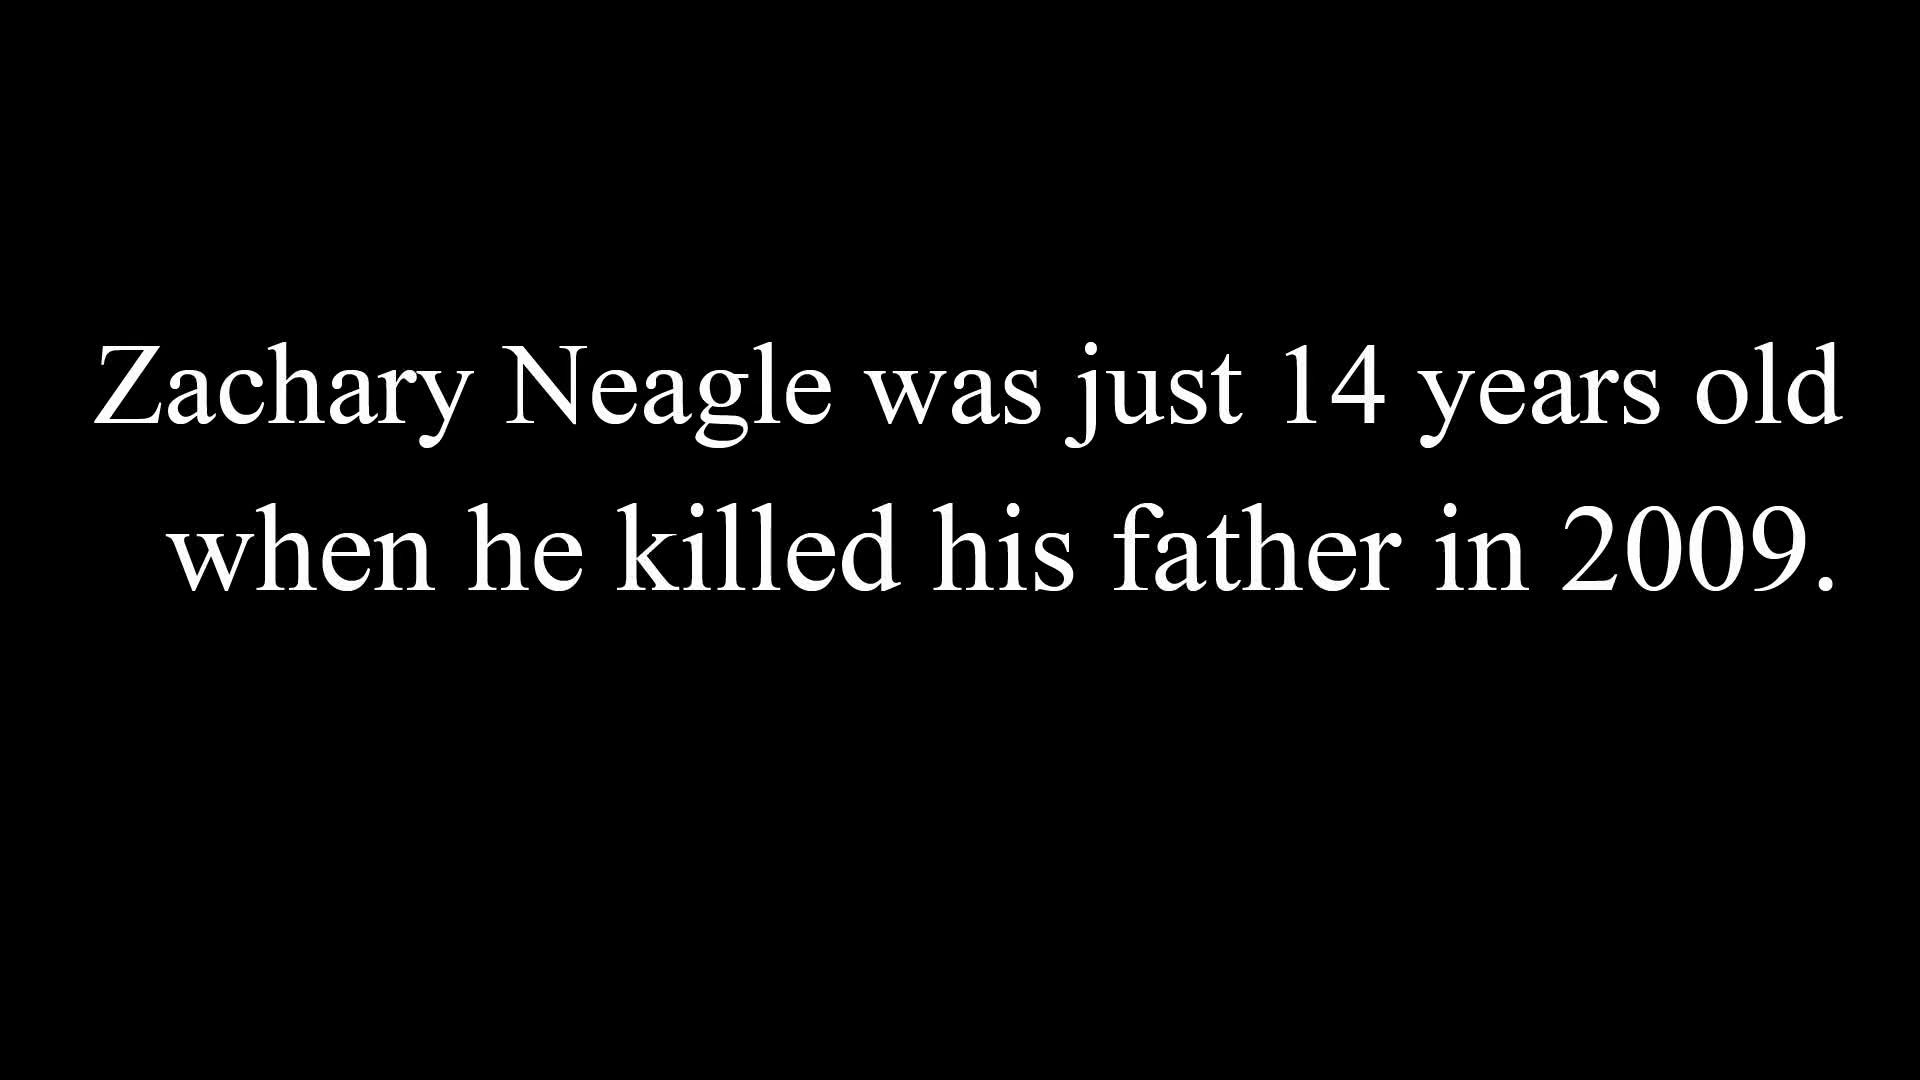 Zachary Neagle was just 14 years old
when he killed his father in 2009.